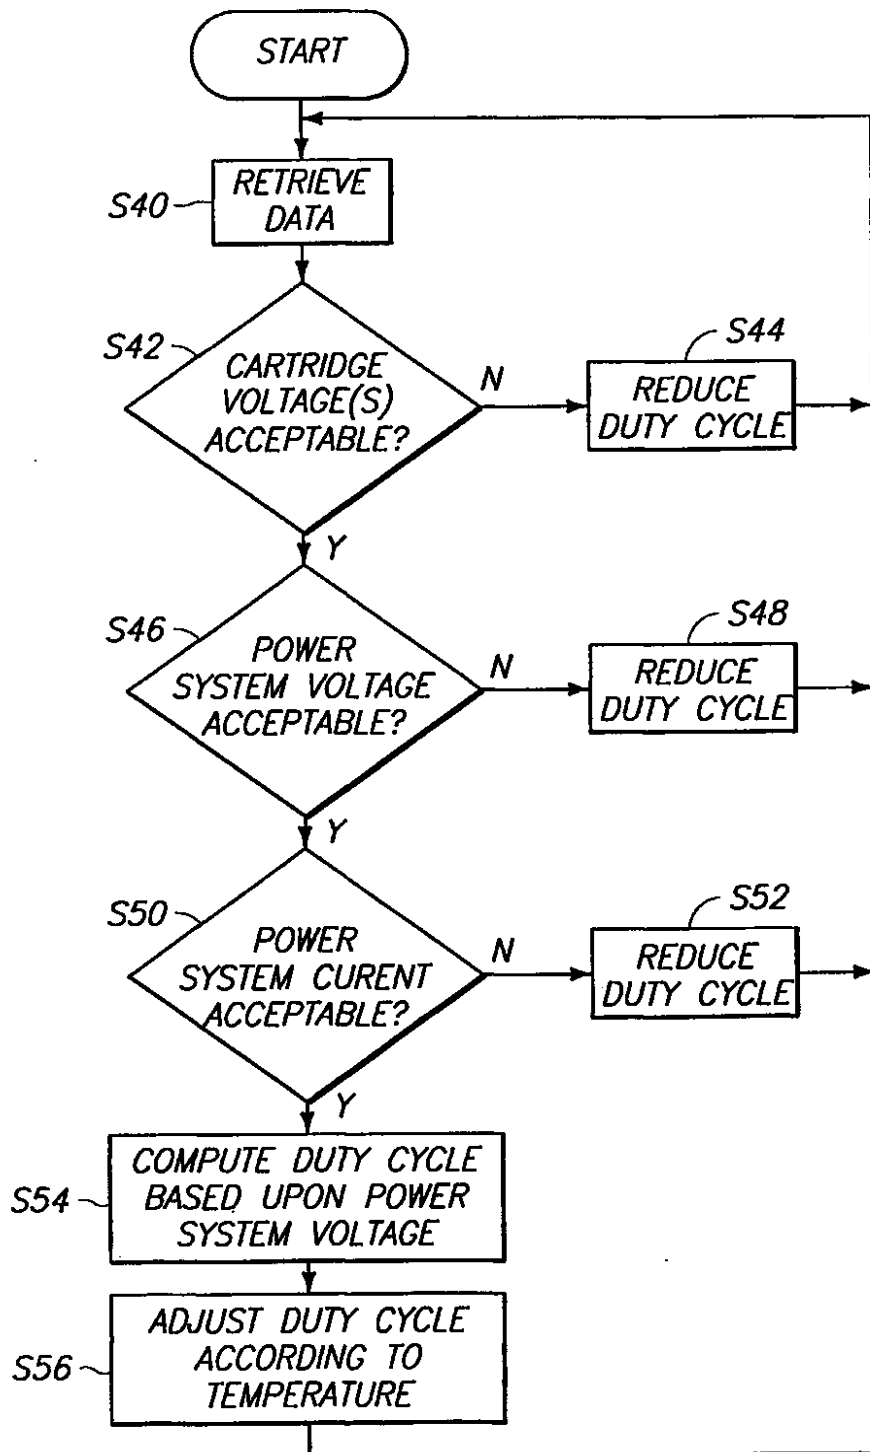 START
RETRIEVE
DATA
S40
S42
CARTRIDGE
VOLTAGE(S)
ACCEPTABLE?
N
S44
REDUCE
DUTY CYCLE
Y
S46
POWER
SYSTEM VOLTAGE
ACCEPTABLE?
N
S48
REDUCE
DUTY CYCLE
Y
S50
POWER
SYSTEM CURENT
ACCEPTABLE?
N
S52
REDUCE
DUTY CYCLE
Y
S54
COMPUTE DUTY CYCLE
BASED UPON POWER
SYSTEM VOLTAGE
S56
ADJUST DUTY CYCLE
ACCORDING TO
TEMPERATURE